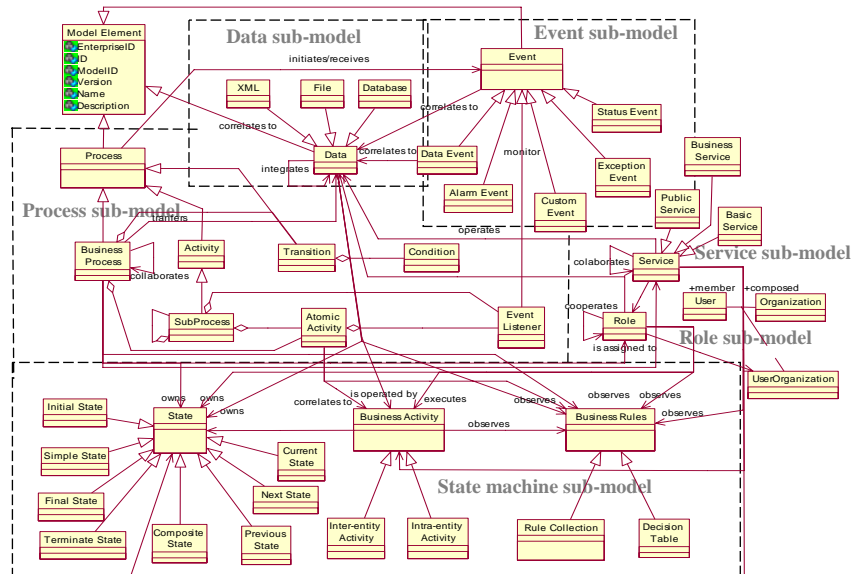 Model Element
EnterpriseID
ID
ModelID
Version
Name
Description
Data sub-model
Event sub-model
initiates/receives
Event
XML
File
Database
correlates to
Status Event
correlates to
Process
Data
integrates
correlates to
Data Event
monitor
Exception
Event
Business
Service
Alarm Event
Custom
Event
Public
Service
Basic
Service
Process sub-model
tranfers
operates
Business
Process
Activity
Transition
Condition
colaborates
Service
Service sub-model
collaborates
+member
+composed
User
Organization
SubProcess
Atomic
Activity
Event
Listener
cooperates
Role
Role sub-model
is assigned to
UserOrganization
owns
owns
owns
is operated by
executes
observes
observes
observes
observes
Initial State
State
correlates to
Business Activity
observes
Business Rules
Simple State
Current
State
State machine sub-model
Final State
Next State
Terminate State
Composite
State
Previous
State
Inter-entity
Activity
Intra-entity
Activity
Rule Collection
Decision
Table